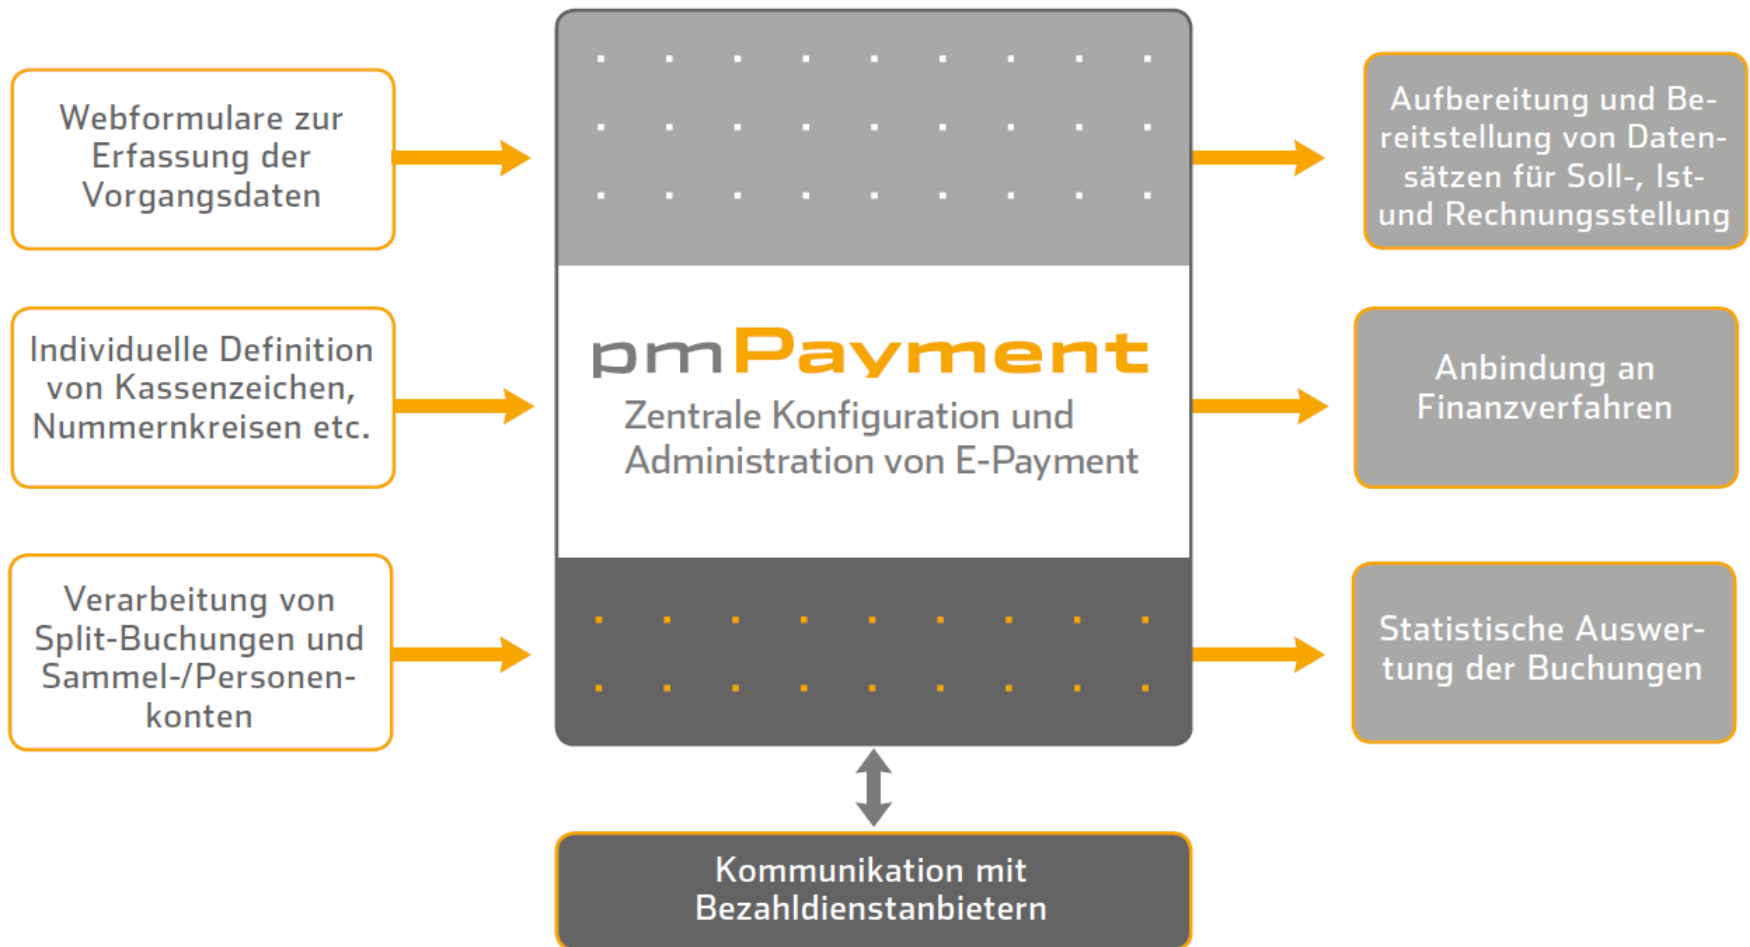 Webformulare zur
Erfassung der
Vorgangsdaten
Individuelle Definition
von Kassenzeichen,
Nummernkreisen etc.
Verarbeitung von
Split-Buchungen und
Sammel-/Personen-
konten
pmPayment
Zentrale Konfiguration und
Administration von E-Payment
Kommunikation mit
Bezahldienstanbietern
Aufbereitung und Be-
reitstellung von Daten-
sätzen für Soll-, Ist-
und Rechnungsstellung
Anbindung an
Finanzverfahren
Statistische Auswer-
tung der Buchungen